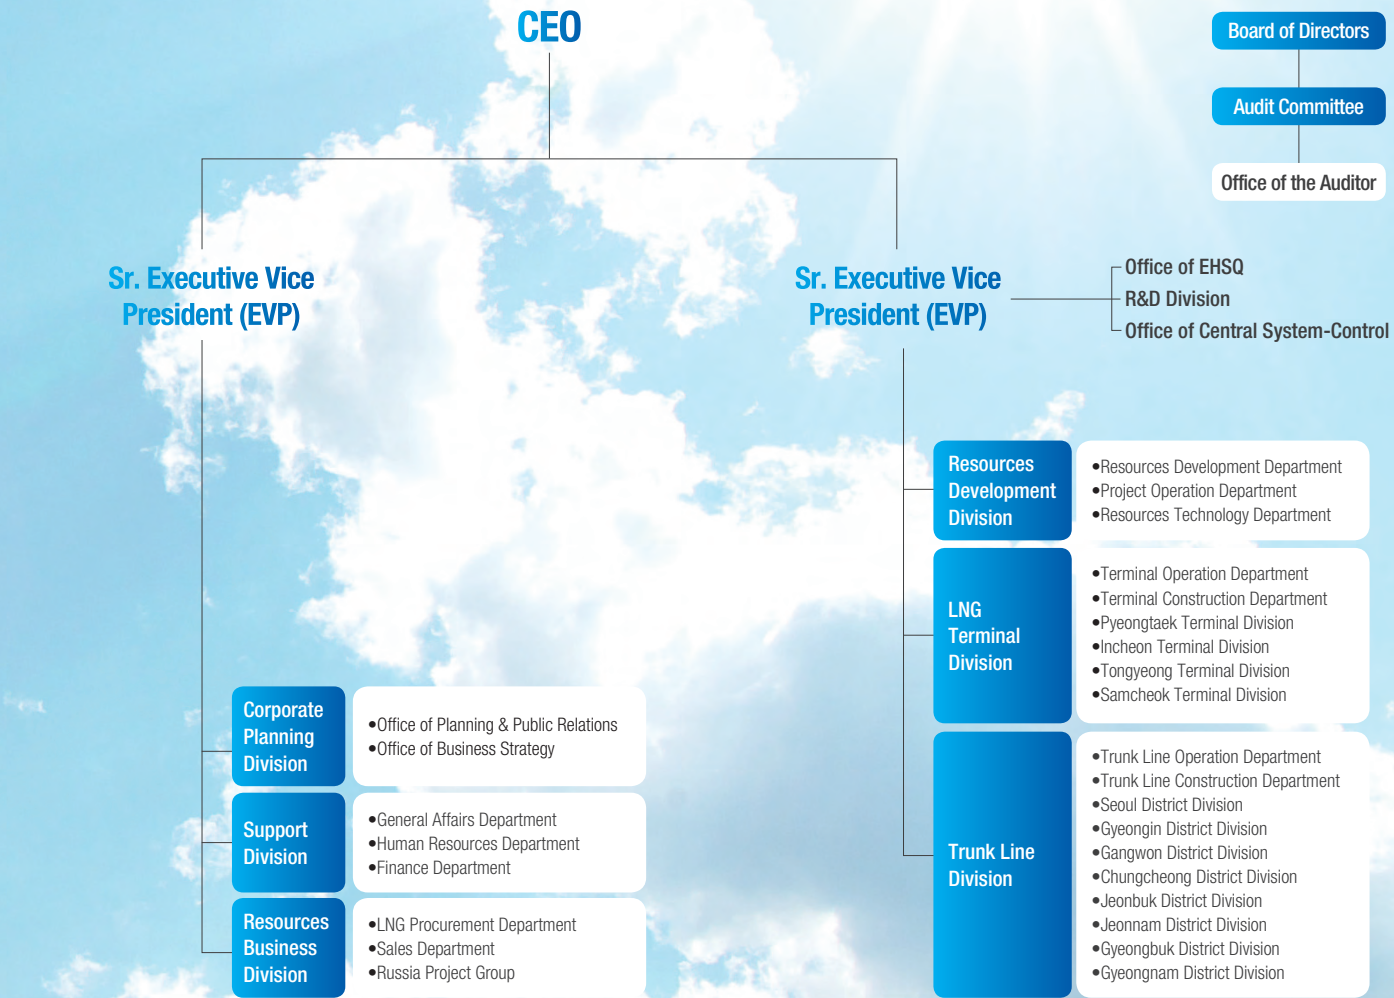 CEO
Board of Directors
Audit Committee
Office of the Auditor
Sr. Executive Vice
President (EVP)
Sr. Executive Vice
President (EVP)
Office of EHSQ
R&D Division
Office of Central System-Control
Corporate
Planning
Division
•Office of Planning & Public Relations
•Office of Business Strategy
Support
Division
•General Affairs Department
•Human Resources Department
•Finance Department
Resources
Business
Division
•LNG Procurement Department
•Sales Department
•Russia Project Group
Resources
Development
Division
•Resources Development Department
•Project Operation Department
•Resources Technology Department
LNG
Terminal
Division
•Terminal Operation Department
•Terminal Construction Department
•Pyeongtaek Terminal Division
•Incheon Terminal Division
•Tongyeong Terminal Division
•Samcheok Terminal Division
Trunk Line
Division
•Trunk Line Operation Department
•Trunk Line Construction Department
•Seoul District Division
•Gyeongin District Division
•Gangwon District Division
•Chungcheong District Division
•Jeonbuk District Division
•Jeonnam District Division
•Gyeongbuk District Division
•Gyeongnam District Division